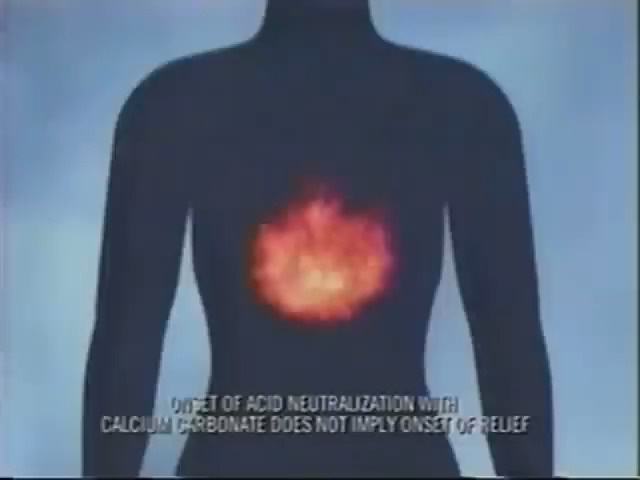 ONSET OF ACID NEUTRALIZATION WITH
CALCIUM CARBONATE DOES NOT IMPLY ONSET OF RELIEF